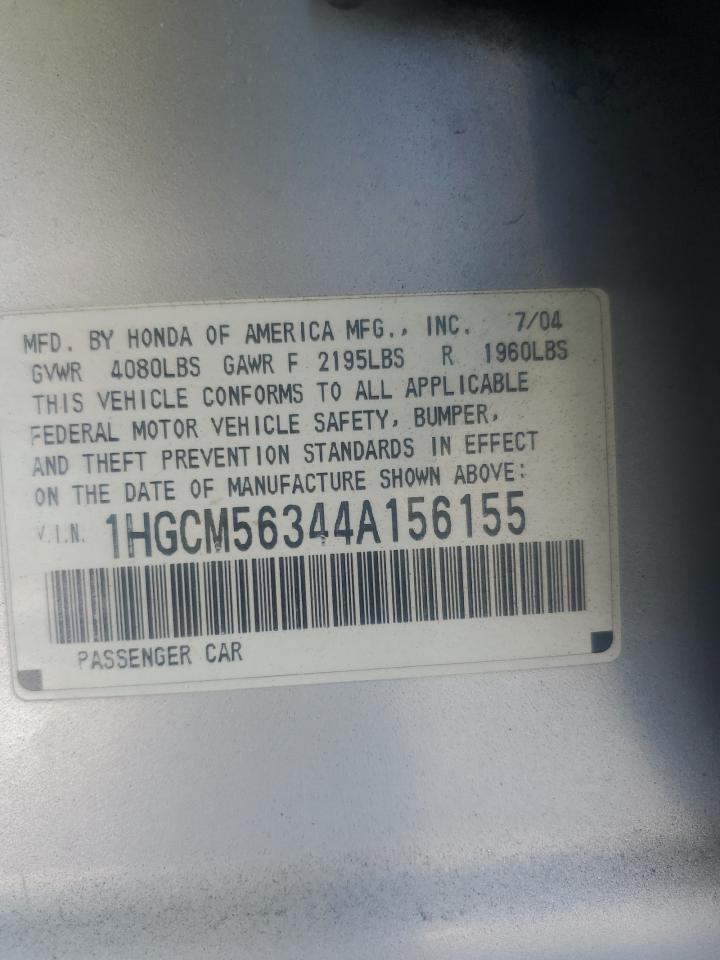 MFD. BY HONDA OF AMERICA MFG., INC. 7/04
GVWR 4080LBS GAWR F 2195LBS R 1960LBS
THIS VEHICLE CONFORMS TO ALL APPLICABLE
FEDERAL MOTOR VEHICLE SAFETY, BUMPER,
AND THEFT PREVENTION STANDARDS IN EFFECT
ON THE DATE OF MANUFACTURE SHOWN ABOVE:
V.I.N. 1HGCM56344A156155
PASSENGER CAR